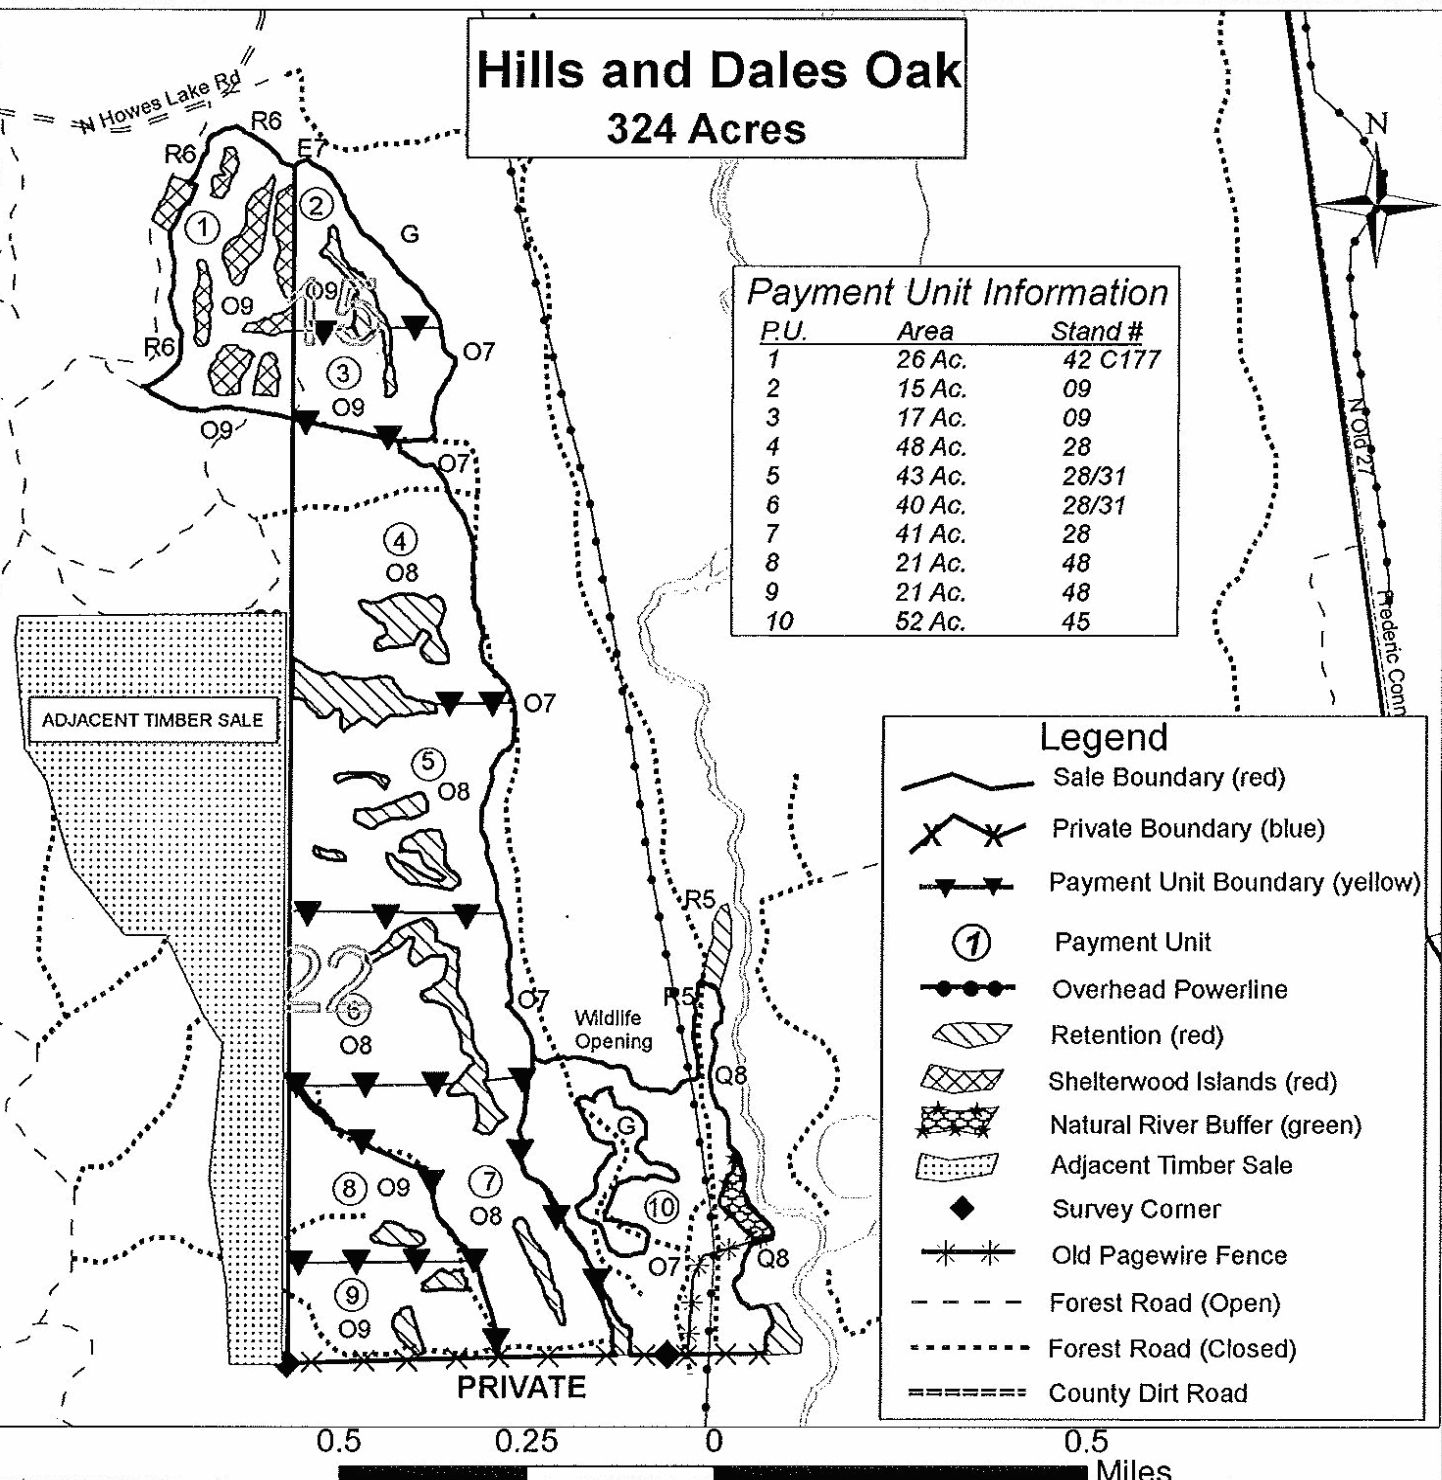 Hills and Dales Oak
324 Acres
N Howes Lake Rd
R6
R6
E7
N
1
2
G
Payment Unit Information
P.U. Area Stand #
1 26 Ac. 42 C177
2 15 Ac. 09
3 17 Ac. 09
4 48 Ac. 28
5 43 Ac. 28/31
6 40 Ac. 28/31
7 41 Ac. 28
8 21 Ac. 48
9 21 Ac. 48
10 52 Ac. 45
O9
O9
15
R6
O7
3
O9
O9
O7
N Old 27
4
O8
Frederic Conn
O7
ADJACENT TIMBER SALE
5
O8
R5
22
6
O8
O7
R5
Wildlife
Opening
Q8
G
8 O9
7
O8
10
O7
Q8
9
O9
PRIVATE
Legend
Sale Boundary (red)
Private Boundary (blue)
Payment Unit Boundary (yellow)
1 Payment Unit
Overhead Powerline
Retention (red)
Shelterwood Islands (red)
Natural River Buffer (green)
Adjacent Timber Sale
Survey Corner
Old Pagewire Fence
Forest Road (Open)
Forest Road (Closed)
County Dirt Road
0.5 0.25 0 0.5
Miles